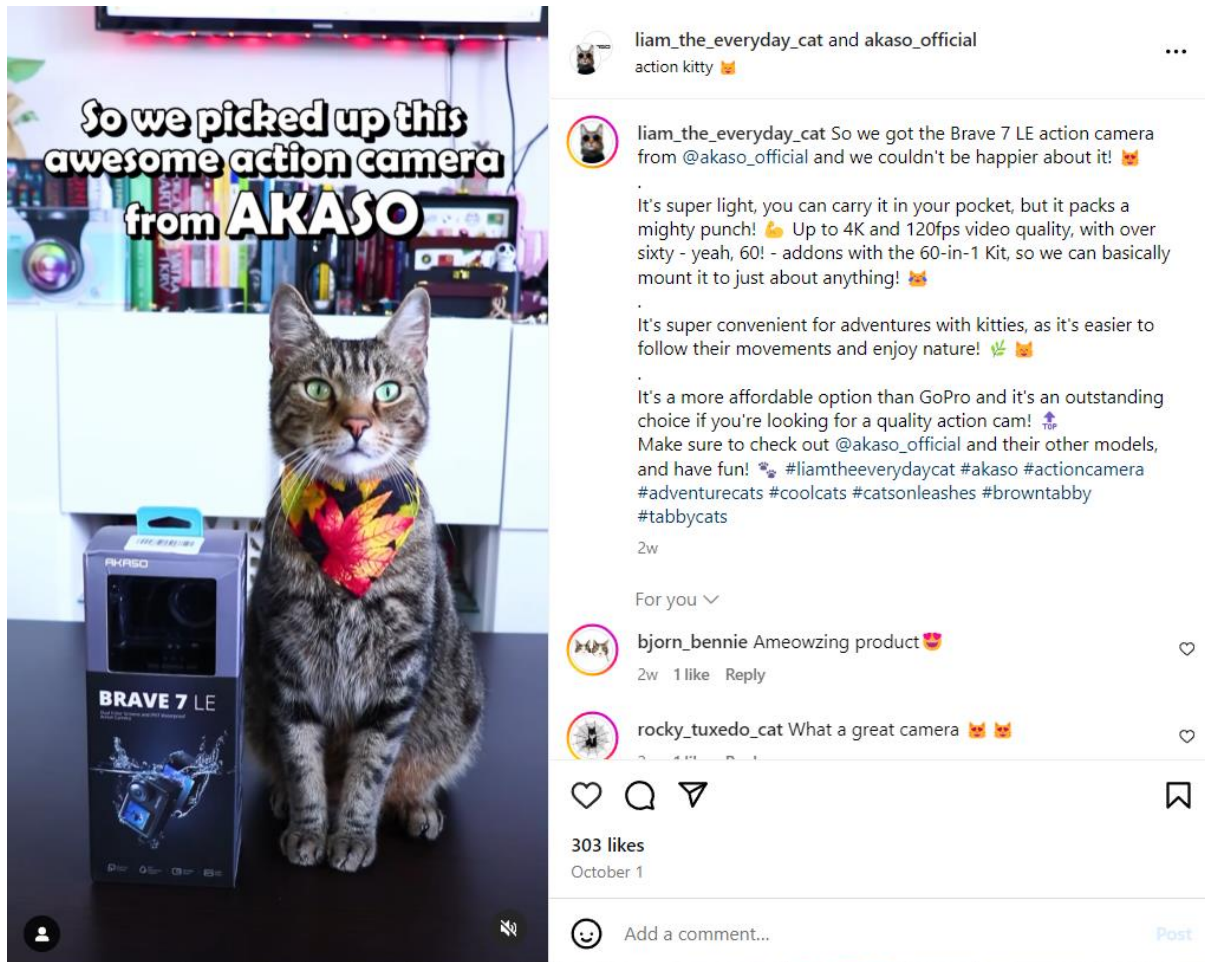 So we picked up this
awesome action camera
from AKASO
AKASO
BRAVE 7 LE
liam_the_everyday_cat and akaso_official
action kitty 😼
liam_the_everyday_cat So we got the Brave 7 LE action camera
from @akaso_official and we couldn't be happier about it! 😻
.
It's super light, you can carry it in your pocket, but it packs a
mighty punch! 💪 Up to 4K and 120fps video quality, with over
sixty - yeah, 60! - addons with the 60-in-1 Kit, so we can basically
mount it to just about anything! 😹
.
It's super convenient for adventures with kitties, as it's easier to
follow their movements and enjoy nature! 🌿 😼
.
It's a more affordable option than GoPro and it's an outstanding
choice if you're looking for a quality action cam! 🔝
Make sure to check out @akaso_official and their other models,
and have fun! 🐾 #liamtheeverydaycat #akaso #actioncamera
#adventurecats #coolcats #catsonleashes #browntabby
#tabbycats
2w
For you
bjorn_bennie Ameowzing product😍
2w 1 like Reply
rocky_tuxedo_cat What a great camera 😻 😻
303 likes
October 1
Add a comment...
Post